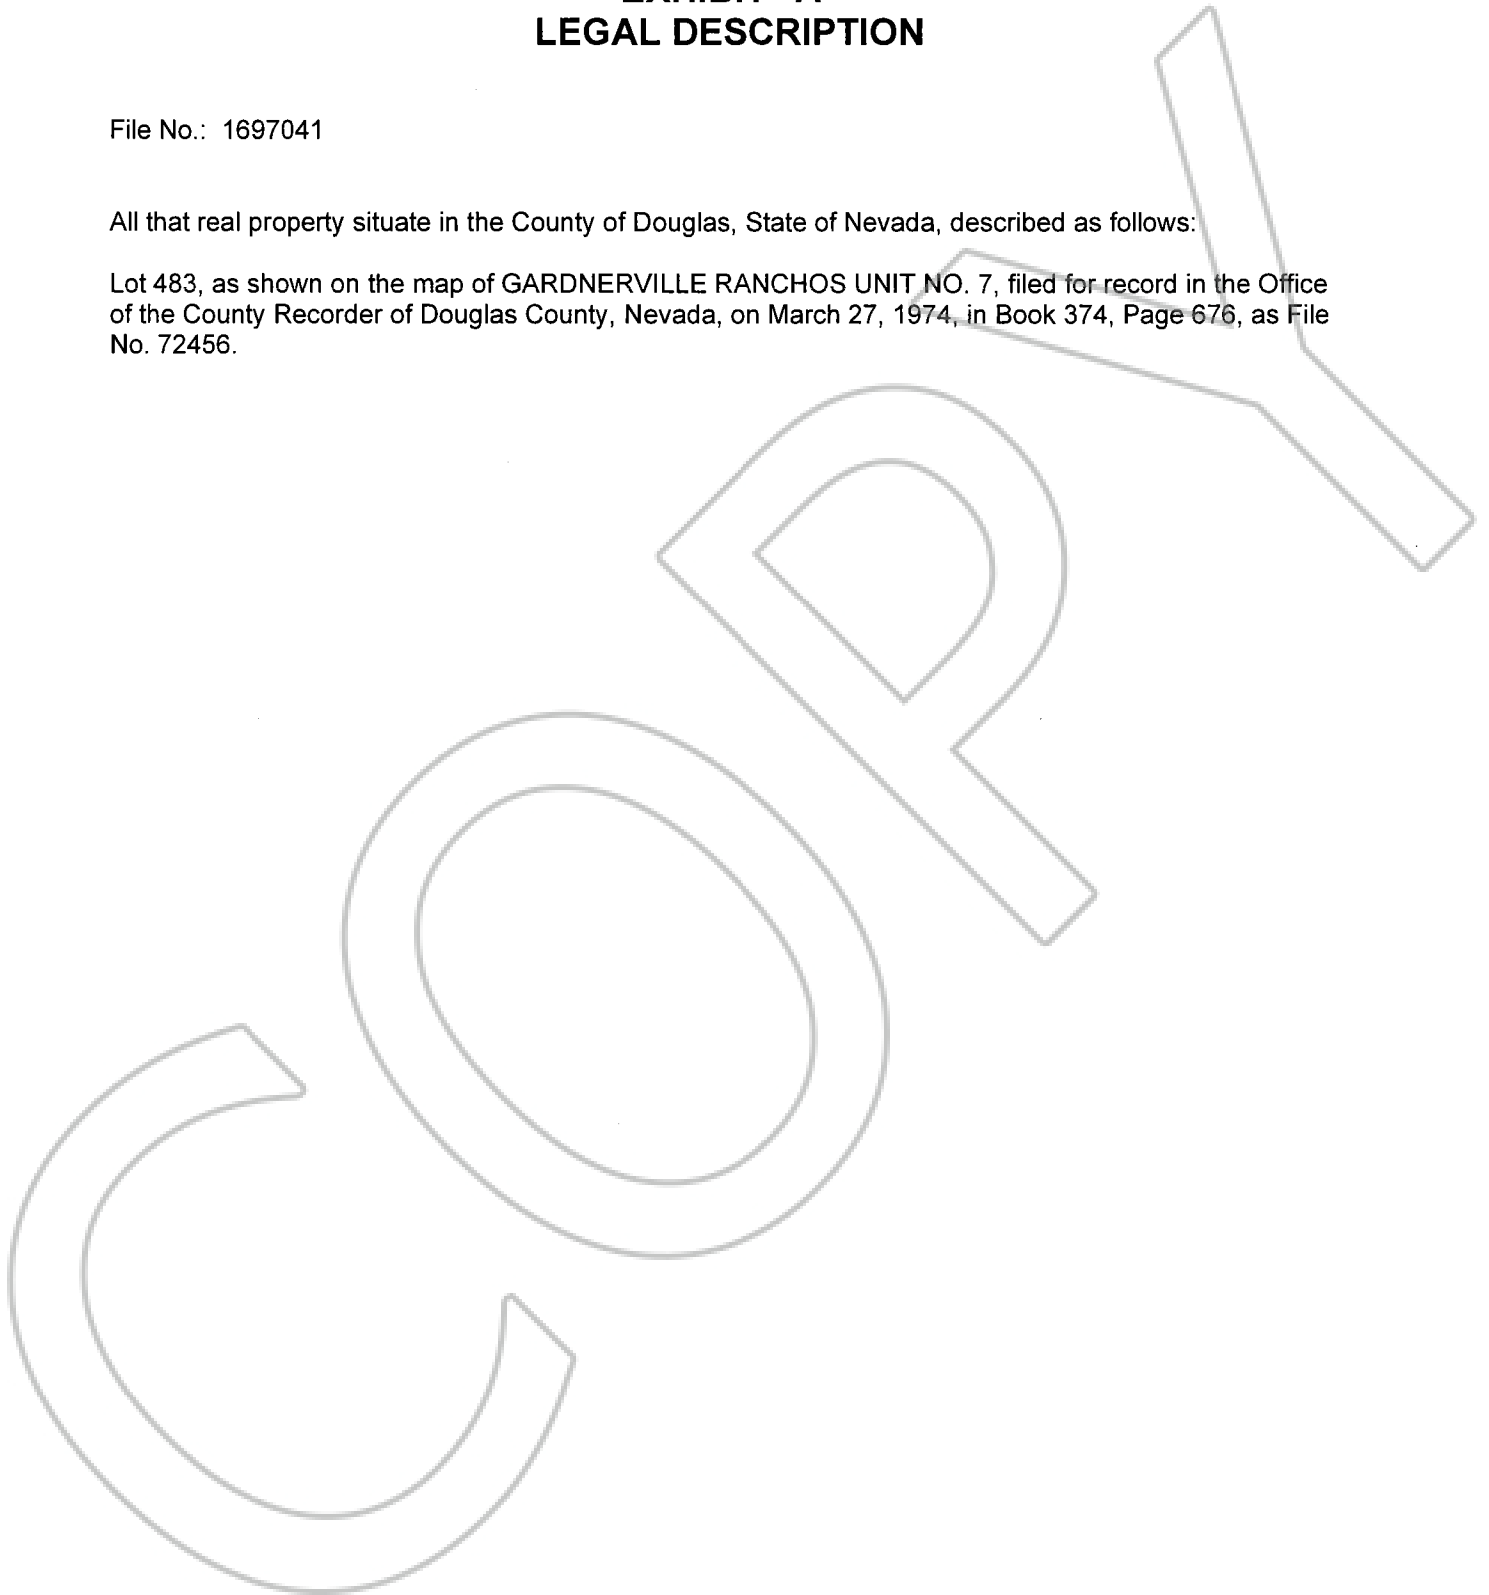 EXHIBIT "A"
LEGAL DESCRIPTION
File No.: 1697041
All that real property situate in the County of Douglas, State of Nevada, described as follows:
Lot 483, as shown on the map of GARDNERVILLE RANCHOS UNIT NO. 7, filed for record in the Office
of the County Recorder of Douglas County, Nevada, on March 27, 1974, in Book 374, Page 676, as File
No. 72456.
COPY